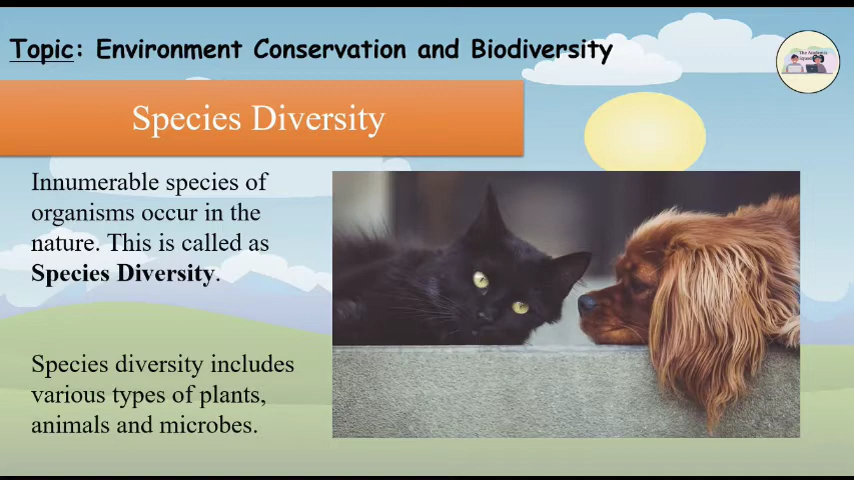 Topic: Environment Conservation and Biodiversity
Species Diversity
Innumerable species of
organisms occur in the
nature. This is called as
Species Diversity.
Species diversity includes
various types of plants,
animals and microbes.